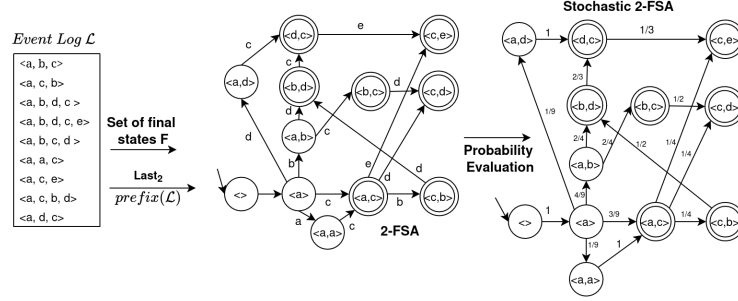 Event Log L
<a, b, c>
<a, c, b>
<a, b, d, c >
<a, b, d, c, e>
<a, b, c, d >
<a, a, c>
<a, c, e>
<a, c, b, d>
<a, d, c>
Set of final
states F
Last₂
prefix(L)
<d,c>
e
<c,e>
c
<a,d>
c
<b,d>
<b,c>
d
<c,d>
d
d
<a,b>
c
b
e
d
d
<>
<a>
c
<a,c>
b
<c,b>
a
c
<a,a>
2-FSA
Probability
Evaluation
Stochastic 2-FSA
<a,d>
1
<d,c>
1/3
<c,e>
2/3
<b,d>
<b,c>
1/2
<c,d>
1/9
2/4
2/4
1/2
1/4
1/4
<a,b>
4/9
<>
1
<a>
3/9
<a,c>
1/4
<c,b>
1/9
1
<a,a>